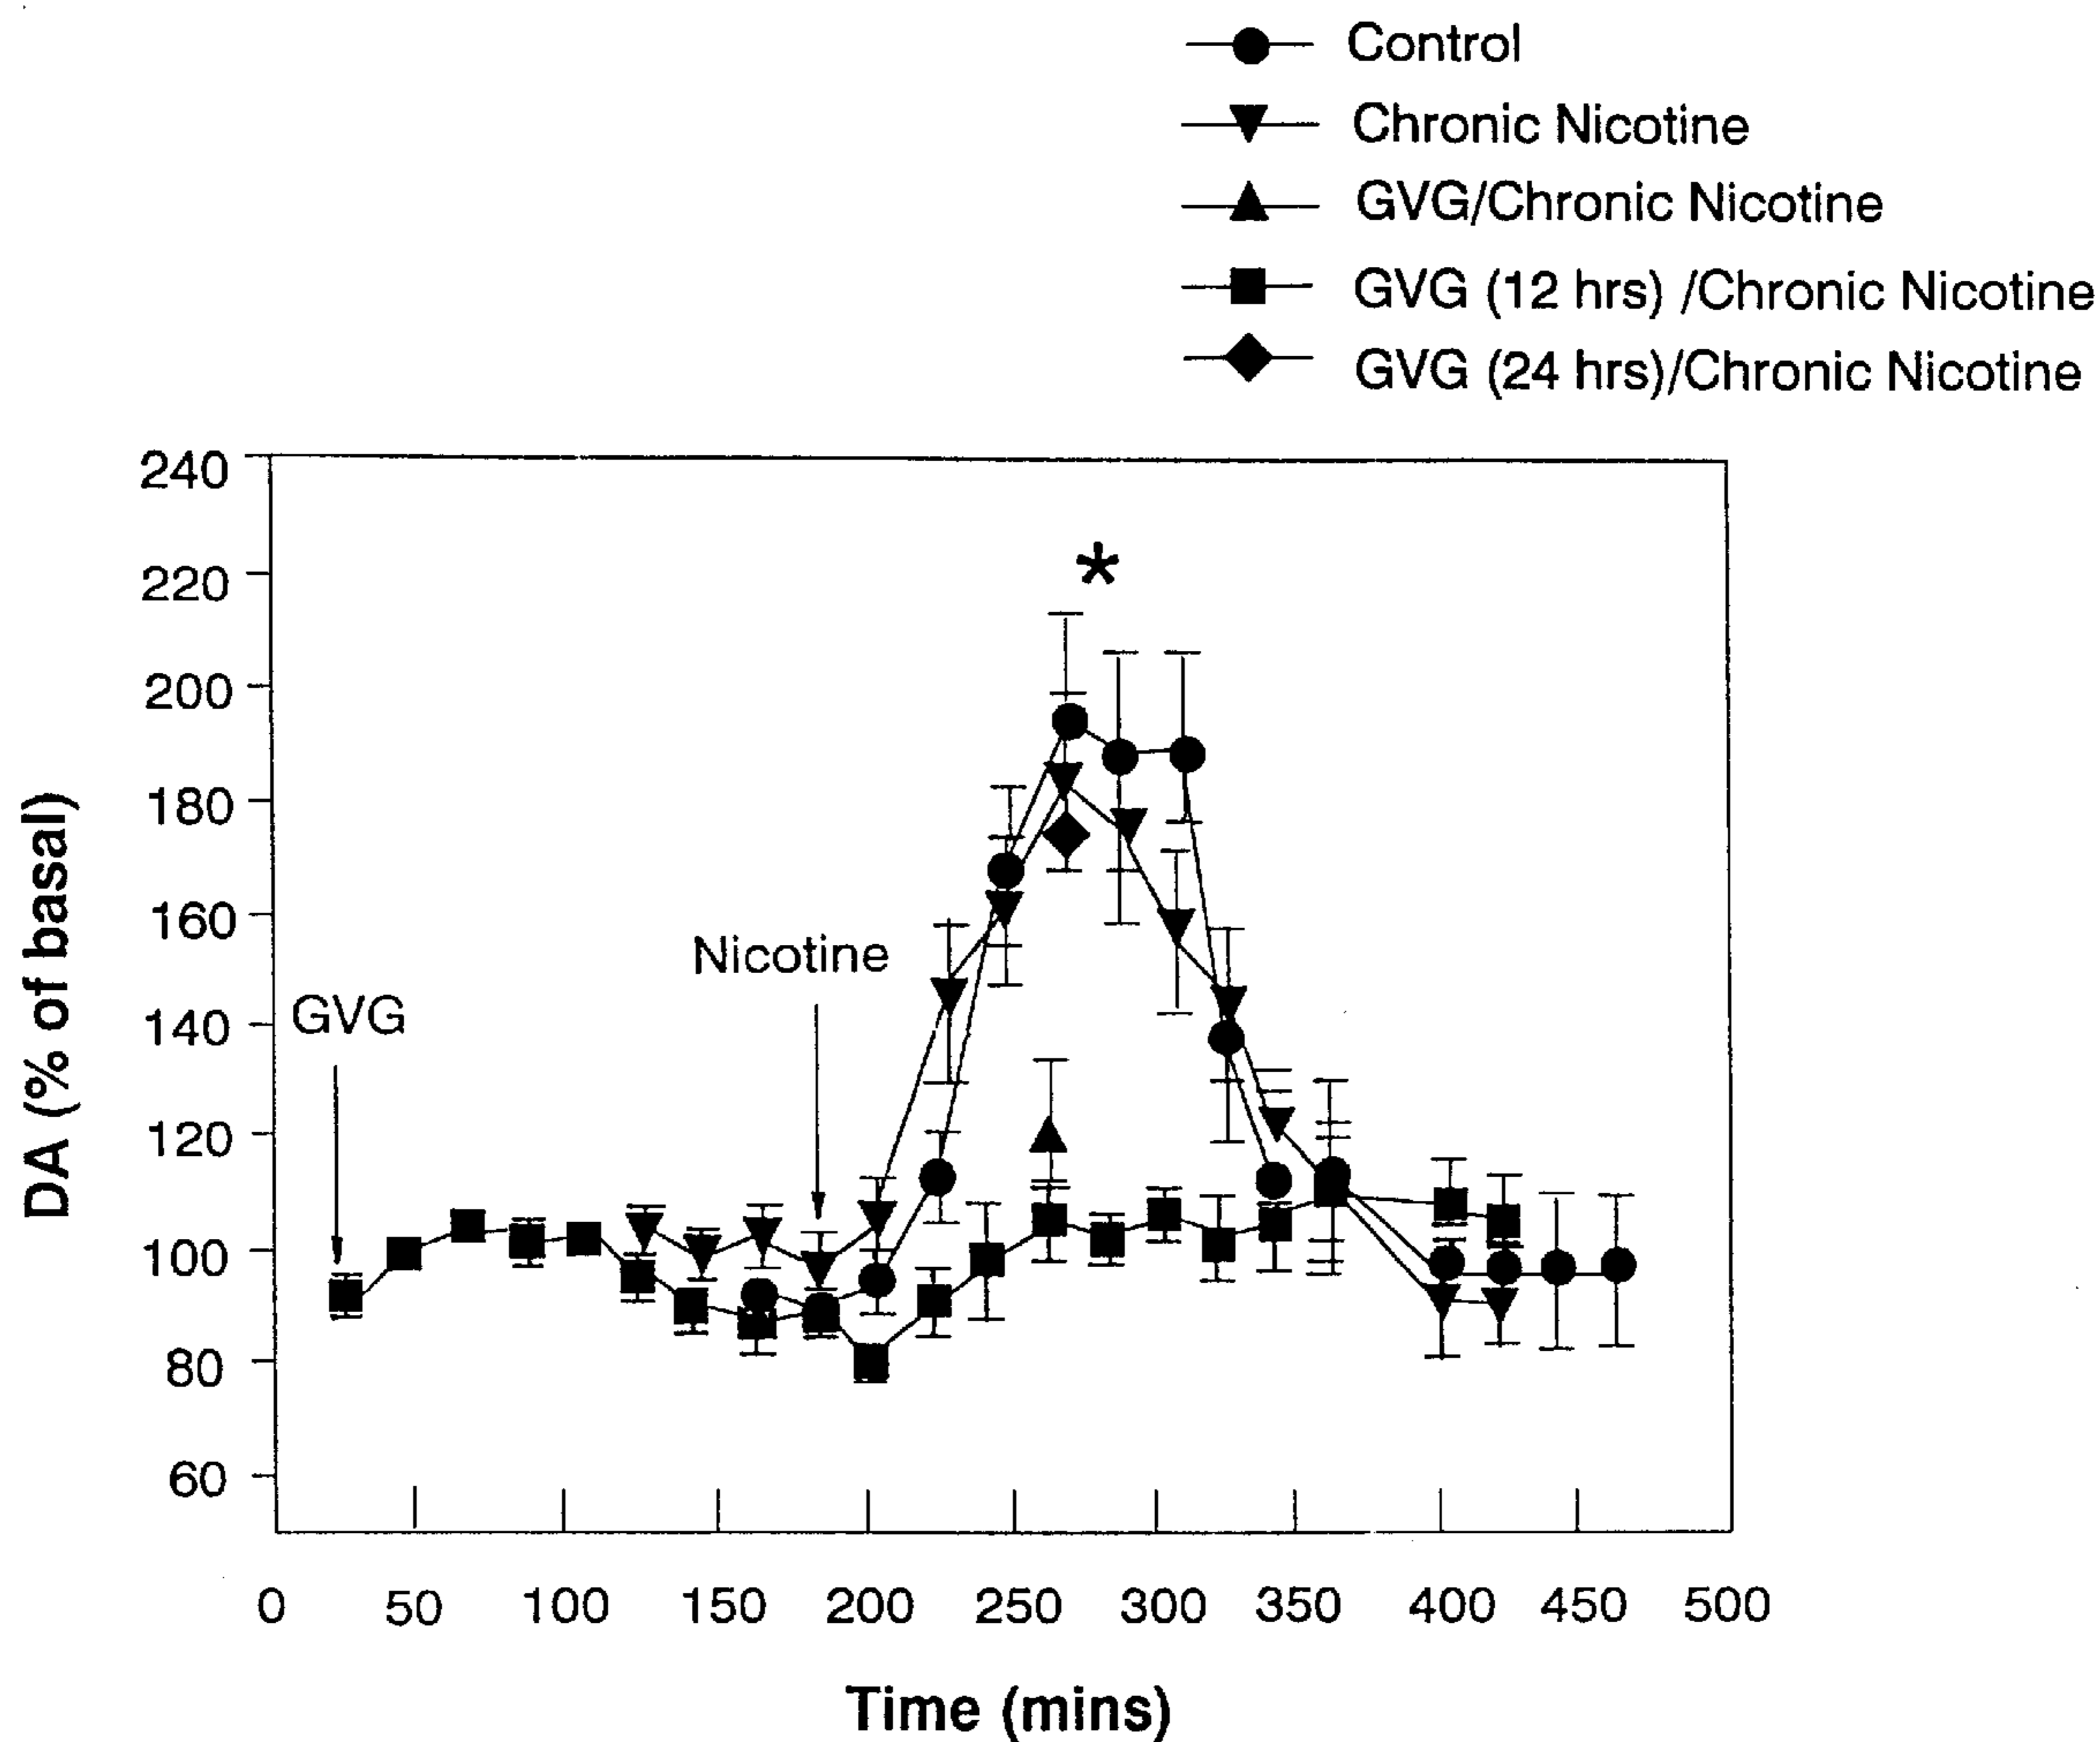 Control
Chronic Nicotine
GVG/Chronic Nicotine
GVG (12 hrs) /Chronic Nicotine
GVG (24 hrs)/Chronic Nicotine
240
220
*
200
180
160
Nicotine
140
GVG
120
100
80
60
DA (% of basal)
0 50 100 150 200 250 300 350 400 450 500
Time (mins)